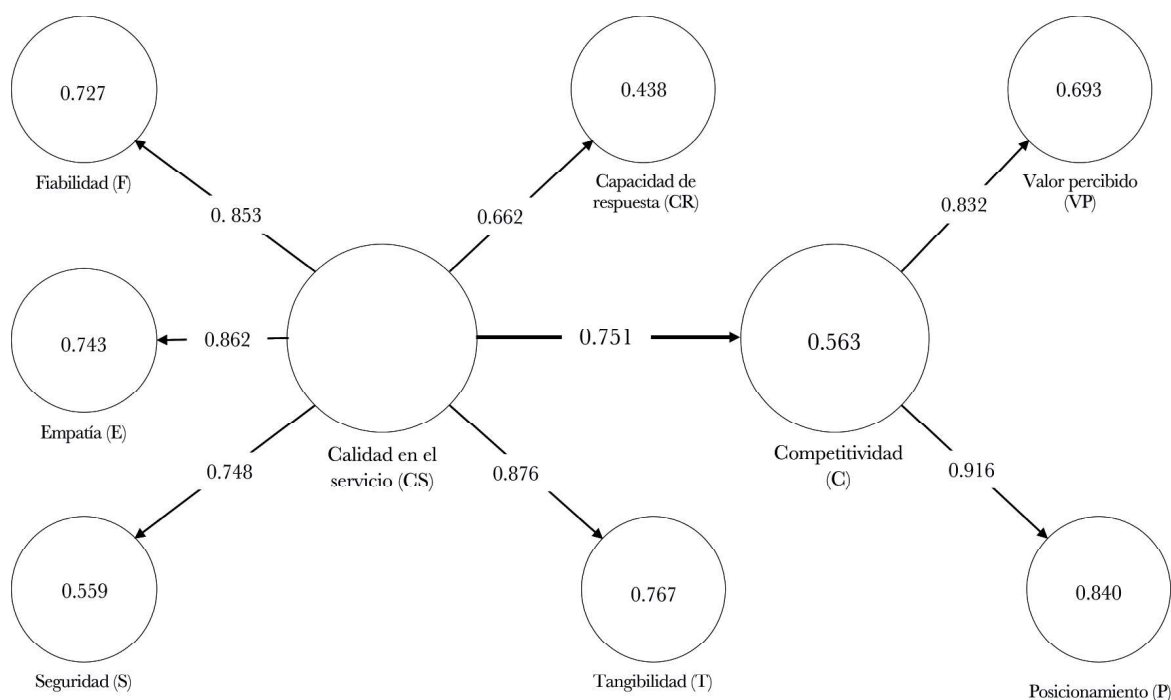 0.727
0.438
0.693
Fiabilidad (F)
Capacidad de
respuesta (CR)
Valor percibido
(VP)
0. 853
0.662
0.832
0.743
0.862
0.751
0.563
Empatía (E)
Calidad en el
servicio (CS)
Competitividad
(C)
0.748
0.876
0.916
0.559
0.767
0.840
Seguridad (S)
Tangibilidad (T)
Posicionamiento (P)